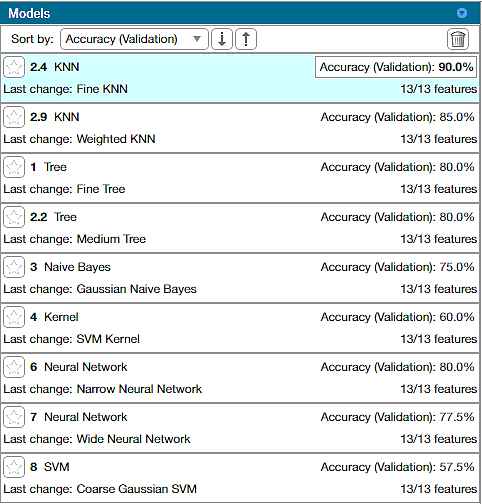 Models
Sort by: Accuracy (Validation)
2.4 KNN Accuracy (Validation): 90.0%
Last change: Fine KNN 13/13 features
2.9 KNN Accuracy (Validation): 85.0%
Last change: Weighted KNN 13/13 features
1 Tree Accuracy (Validation): 80.0%
Last change: Fine Tree 13/13 features
2.2 Tree Accuracy (Validation): 80.0%
Last change: Medium Tree 13/13 features
3 Naive Bayes Accuracy (Validation): 75.0%
Last change: Gaussian Naive Bayes 13/13 features
4 Kernel Accuracy (Validation): 60.0%
Last change: SVM Kernel 13/13 features
6 Neural Network Accuracy (Validation): 80.0%
Last change: Narrow Neural Network 13/13 features
7 Neural Network Accuracy (Validation): 77.5%
Last change: Wide Neural Network 13/13 features
8 SVM Accuracy (Validation): 57.5%
Last change: Coarse Gaussian SVM 13/13 features